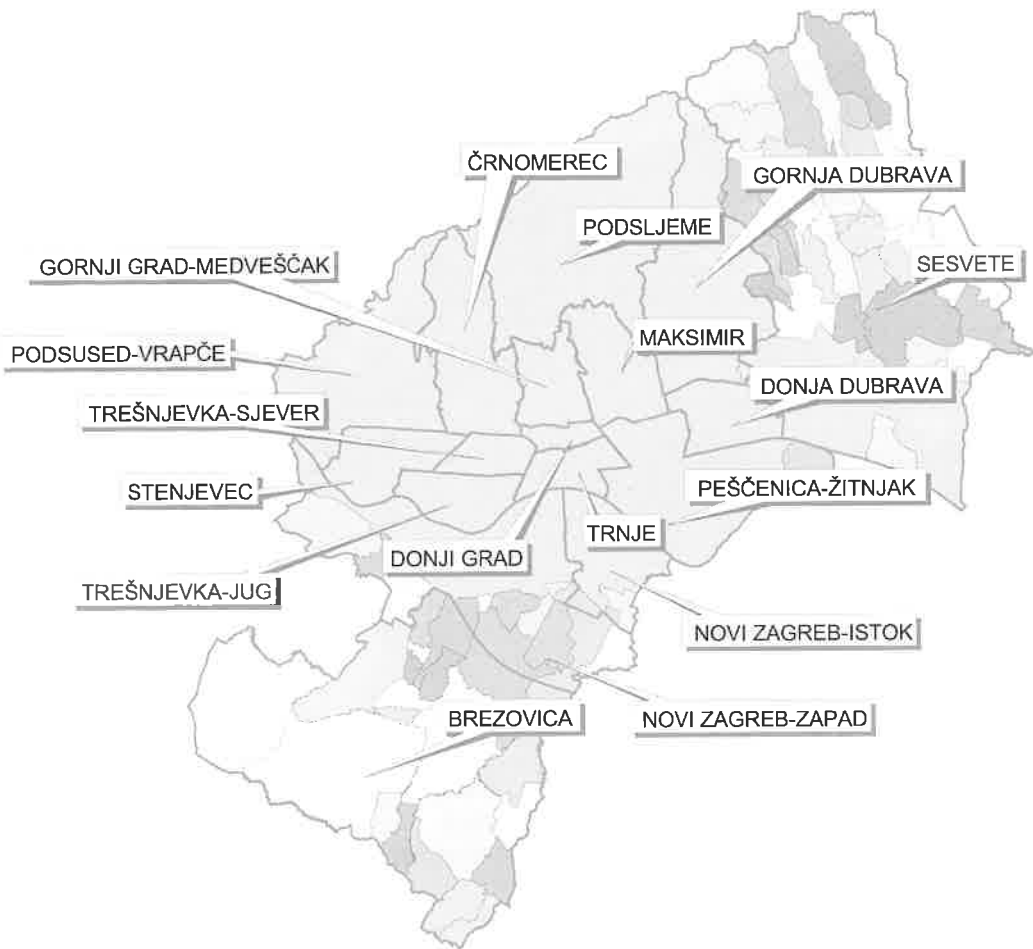 ČRNOMEREC
GORNJA DUBRAVA
PODSLJEME
GORNJI GRAD-MEDVEŠČAK
SESVETE
MAKSIMIR
PODSUSED-VRAPČE
DONJA DUBRAVA
TREŠNJEVKA-SJEVER
STENJEVEC
PEŠČENICA-ŽITNJAK
TRNJE
DONJI GRAD
TREŠNJEVKA-JUG
NOVI ZAGREB-ISTOK
BREZOVICA
NOVI ZAGREB-ZAPAD